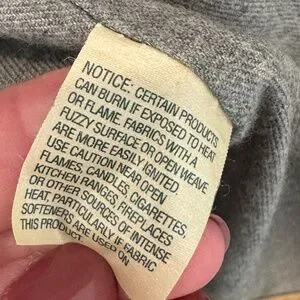 NOTICE: CERTAIN PRODUCTS
CAN BURN IF EXPOSED TO HEAT
OR FLAME. FABRICS WITH A
FUZZY SURFACE OR OPEN WEAVE
ARE MORE EASILY IGNITED.
USE CAUTION NEAR OPEN
FLAMES, CANDLES, CIGARETTES,
KITCHEN RANGES, FIREPLACES
OR OTHER SOURCES OF INTENSE
HEAT, PARTICULARLY IF FABRIC
SOFTENERS ARE USED ON
THIS PRODUCT